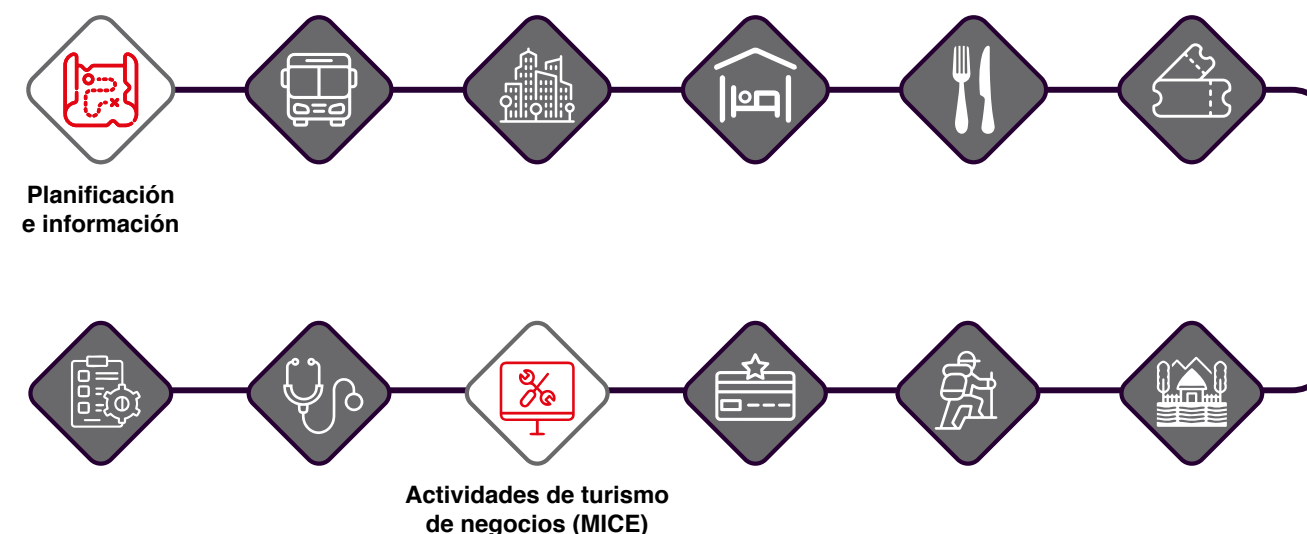 Planificación
e información
Actividades de turismo
de negocios (MICE)